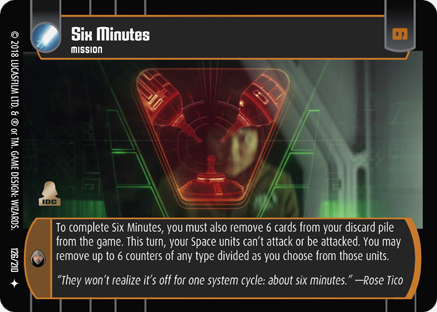 Six Minutes
MISSION
6
© 2018 LUCASFILM LTD. & ® or TM. GAME DESIGN, WIZARDS.
IDC
126/210
To complete Six Minutes, you must also remove 6 cards from your discard pile
from the game. This turn, your Space units can't attack or be attacked. You may
remove up to 6 counters of any type divided as you choose from those units.
“They won't realize it's off for one system cycle: about six minutes.” —Rose Tico